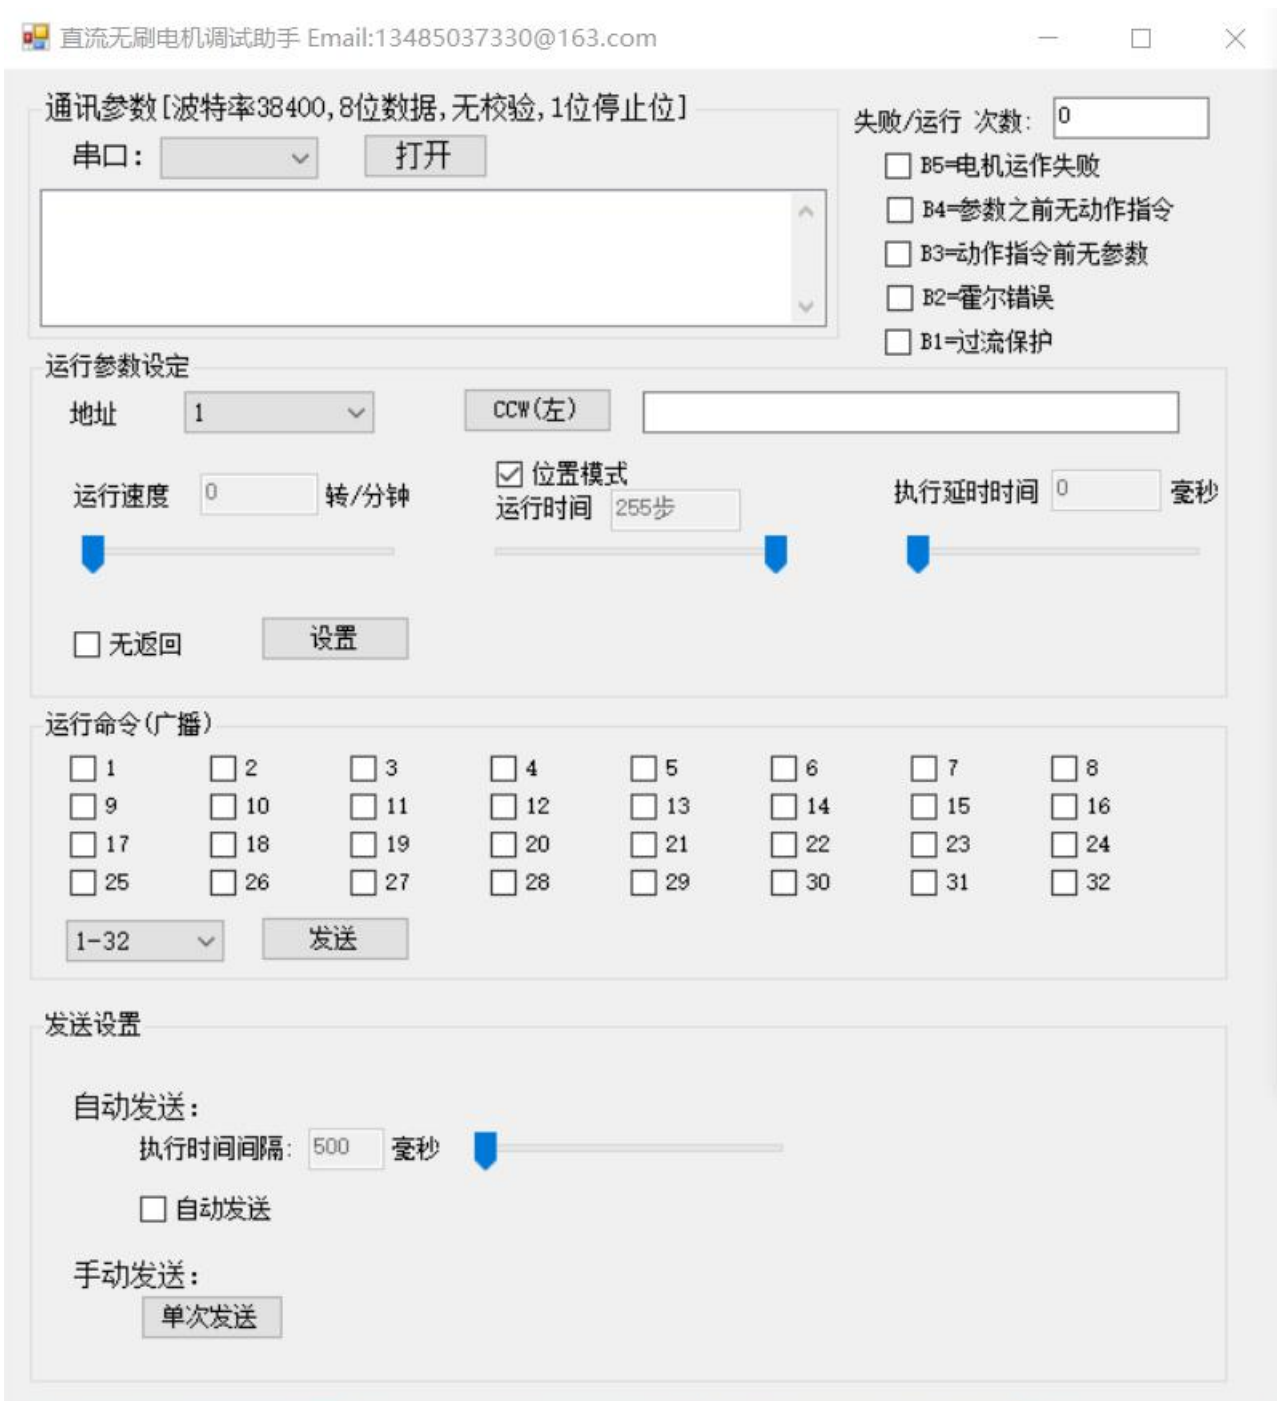 直流无刷电机调试助手 Email:13485037330@163.com
通讯参数[波特率38400,8位数据,无校验,1位停止位]
串口:
打开
失败/运行 次数: 0
B5=电机运作失败
B4=参数之前无动作指令
B3=动作指令前无参数
B2=霍尔错误
B1=过流保护
运行参数设定
地址 1 CCW(左)
位置模式
运行速度 0 转/分钟 运行时间 255步 执行延时时间 0 毫秒
无返回 设置
运行命令(广播)
1 2 3 4 5 6 7 8
9 10 11 12 13 14 15 16
17 18 19 20 21 22 23 24
25 26 27 28 29 30 31 32
1-32 发送
发送设置
自动发送:
执行时间间隔: 500 毫秒
自动发送
手动发送:
单次发送